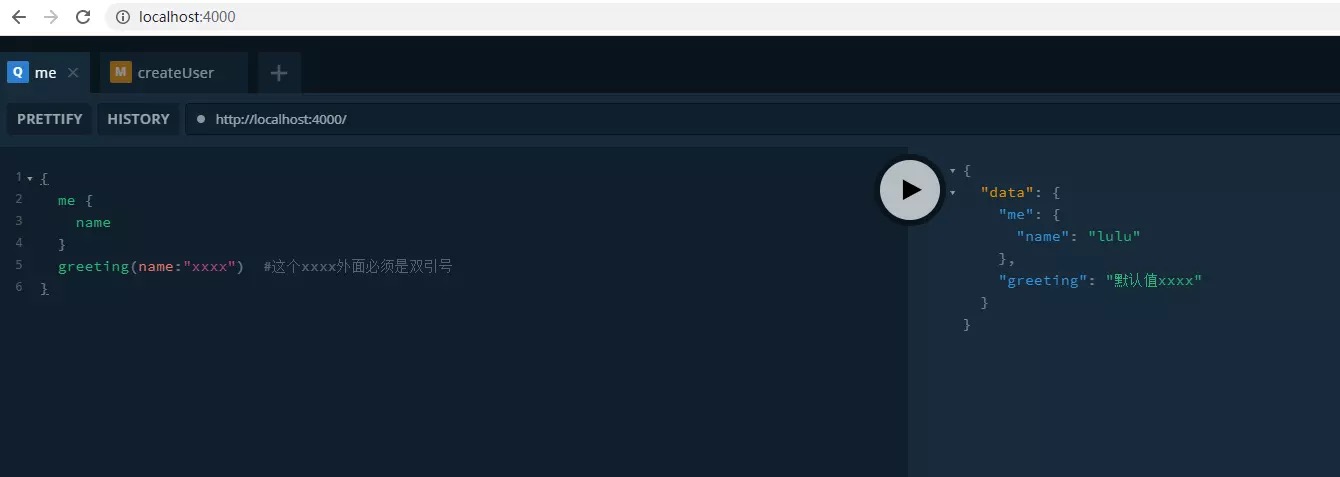 localhost:4000
Q me × M createUser +
PRETTIFY HISTORY http://localhost:4000/
1 {
2 me {
3 name
4 }
5 greeting(name:"xxxx") #这个xxxx外面必须是双引号
6 }
{
"data": {
"me": {
"name": "lulu"
},
"greeting": "默认值xxxx"
}
}